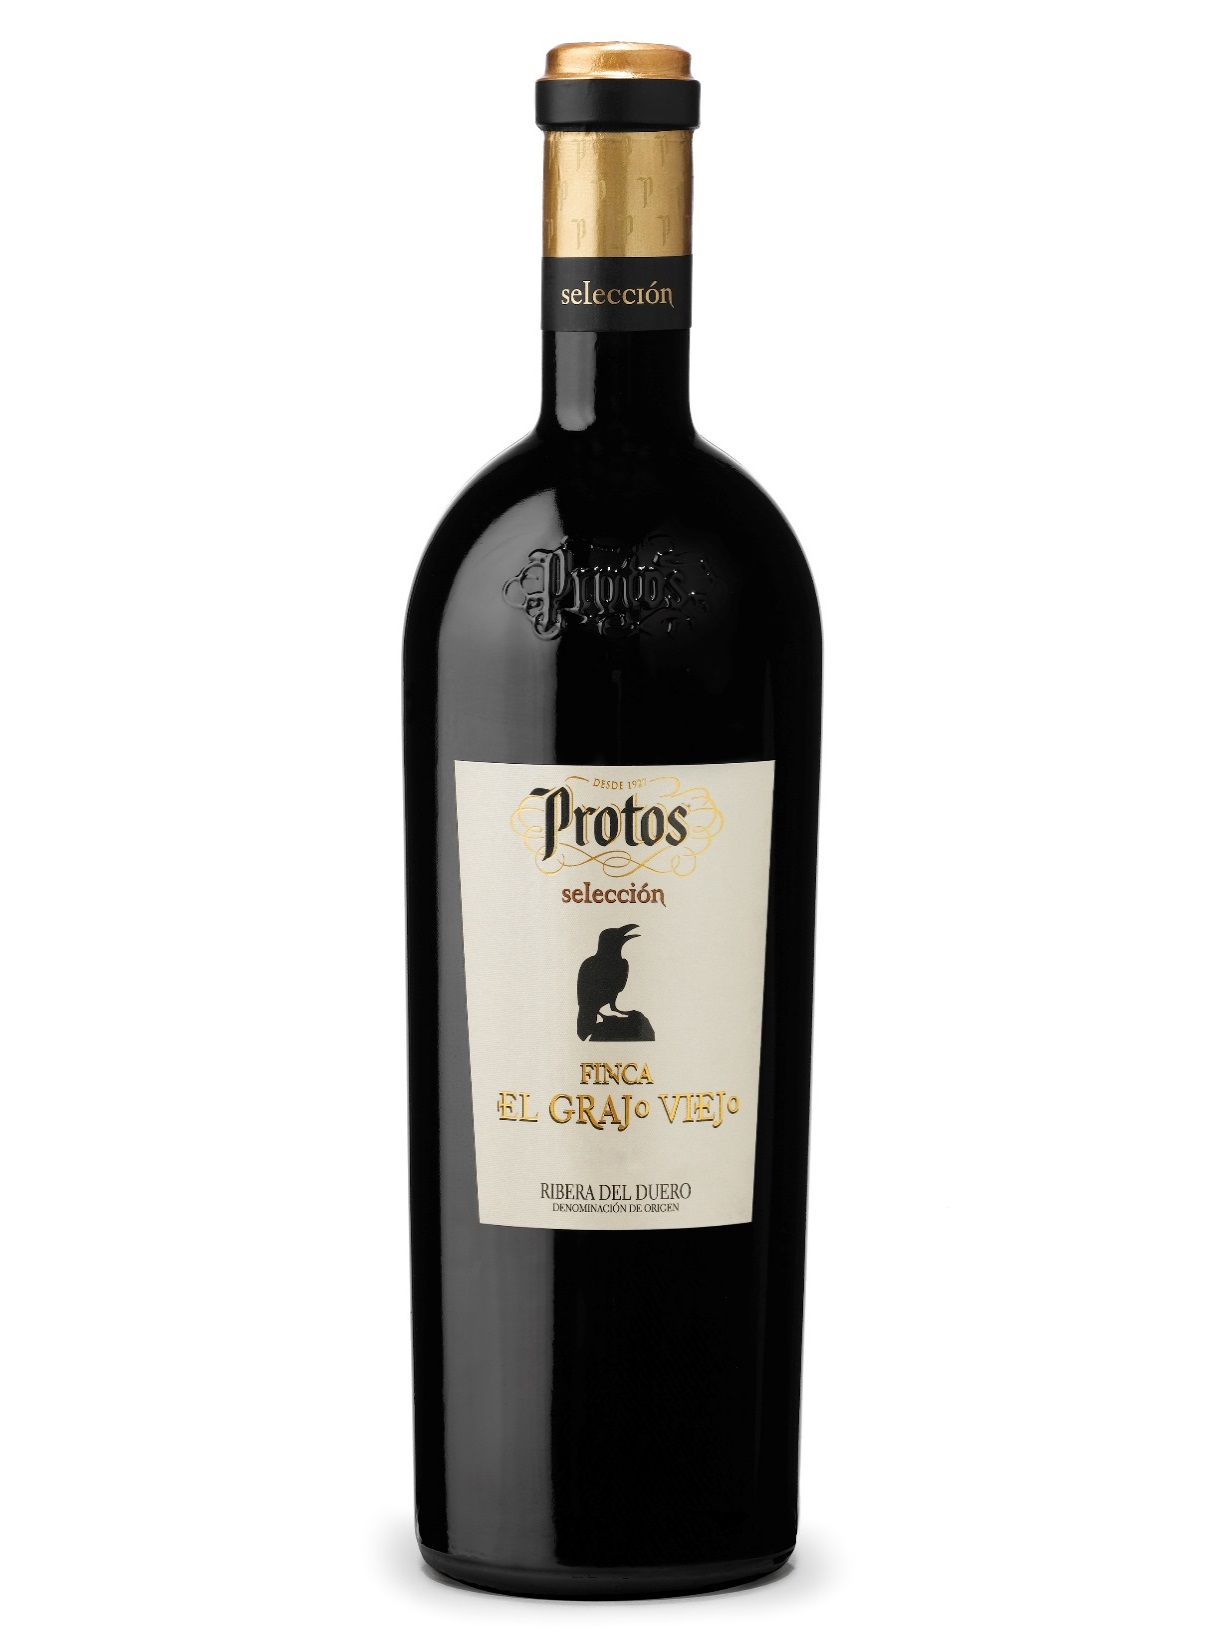 selección
Protos
DESDE 1927
Protos
selección
FINCA
EL GRAJO VIEJO
RIBERA DEL DUERO
DENOMINACIÓN DE ORIGEN